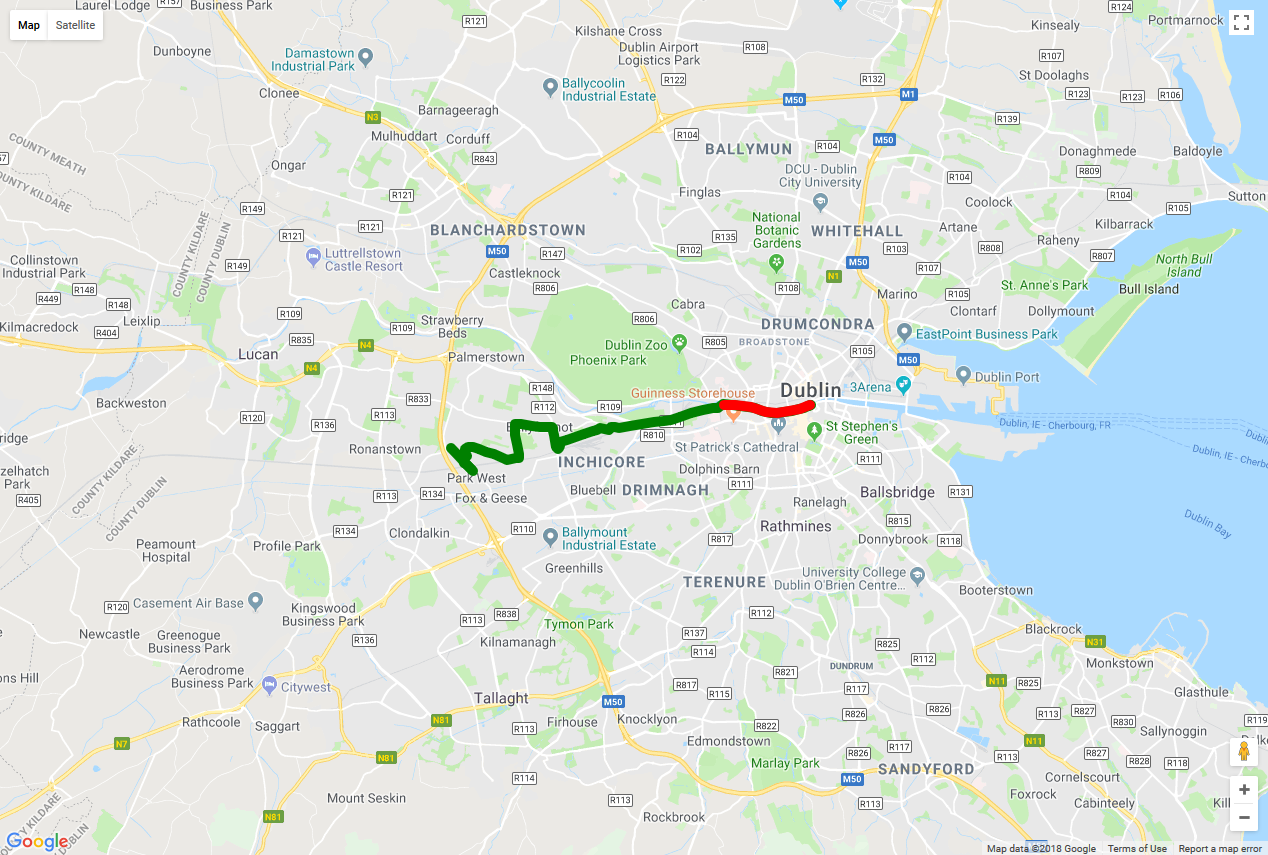 Map
Satellite
Laurel Lodge
R157
Business Park
Dunboyne
R121
Damastown
Industrial Park
Clonee
N3
Mulhuddart
Barnageeragh
Corduff
R843
Ballycoolin
Industrial Estate
Kilshane Cross
Dublin Airport
Logistics Park
R122
R108
R132
M50
M1
R124
Portmarnock
Kinsealy
R107
St Doolaghs
R123
R123
R106
R139
R104
BALLYMUN
R104
M50
DCU - Dublin
City University
Donaghmede
Baldoyle
R809
COUNTY MEATH
COUNTY KILDARE
Ongar
R121
Finglas
R104
Coolock
R104
Sutton
R105
R149
R121
R121
BLANCHARDSTOWN
National
Botanic
Gardens
WHITEHALL
Artane
Kilbarrack
R135
R102
R103
R808
Raheny
R807
COUNTY KILDARE
COUNTY DUBLIN
Collinstown
Industrial Park
R149
Luttrellstown
Castle Resort
M50
R147
Castleknock
R806
M50
R107
N1
R108
North Bull
Island
Bull Island
St. Anne's Park
R148
R449
R148
Kilmacredock
R404
Leixlip
R109
R835
R109
N4
Lucan
N4
Strawberry
Beds
Palmerstown
Cabra
R806
Dublin Zoo
Phoenix Park
R805
DRUMCONDRA
BROADSTONE
Marino
R105
Clontarf
Dollymount
EastPoint Business Park
R105
M50
Dublin
3Arena
Dublin Port
Guinness Storehouse
Backweston
R120
R136
R113
R833
R148
R112
R109
R810
St Patrick's Cathedral
St Stephen's
Green
Dublin, IE - Cherbourg, FR
Ronanstown
Park West
INCHICORE
Dolphins Barn
R111
R111
R405
COUNTY KILDARE
COUNTY DUBLIN
R113
R134
Fox & Geese
Bluebell
DRIMNAGH
Ranelagh
Ballsbridge
R131
R134
Clondalkin
R110
Ballymount
Industrial Estate
R817
Rathmines
R815
Donnybrook
R118
Dublin Bay
Peamount
Hospital
Profile Park
Greenhills
TERENURE
University College
Dublin O'Brien Centre...
Booterstown
R120
Casement Air Base
Kingswood
Business Park
R838
R113
Tymon Park
R112
Newcastle
Greenogue
Business Park
R136
Kilnamanagh
R137
R114
R825
R112
Blackrock
N31
Monkstown
Aerodrome
Business Park
Citywest
DUNDRUM
R821
R817
R115
R117
N11
R825
Glasthule
Tallaght
M50
Knocklyon
R826
R826
R113
R827
R830
R119
Rathcoole
Saggart
N81
Firhouse
R113
R822
Edmondstown
N7
N81
R826
R117
R113
N11
R827
R828
R118
Sallynoggin
Marlay Park
M50
SANDYFORD
Cornelscourt
R114
Mount Seskin
R113
R113
Foxrock
Cabinteely
N81
Rockbrook
Google
Map data ©2018 Google
Terms of Use
Report a map error